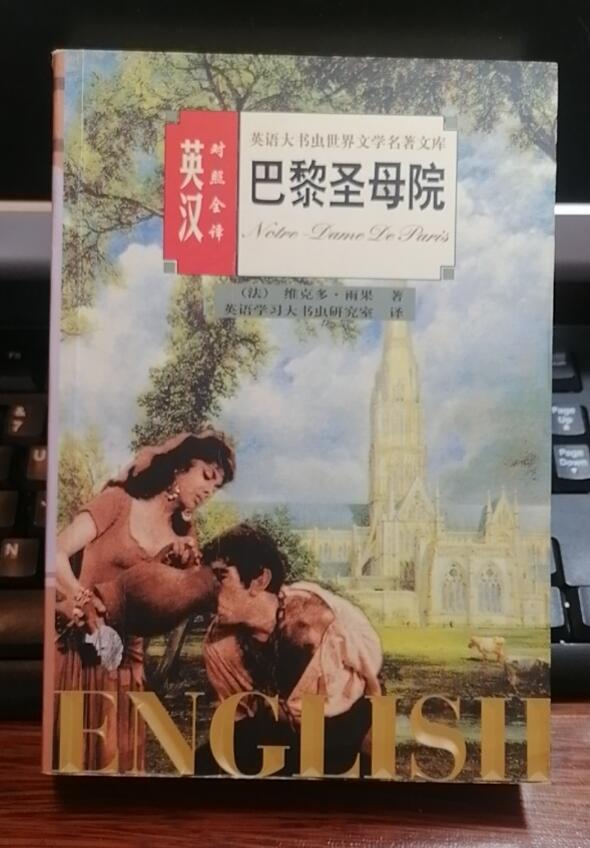 英语大书虫世界文学名著文库
英汉
对照全译
巴黎圣母院
Notre-Dame De Paris
（法） 维克多·雨果 著
英语学习大书虫研究室 译
ENGLISH
&
7
U
N
Page
Up
Page
Down